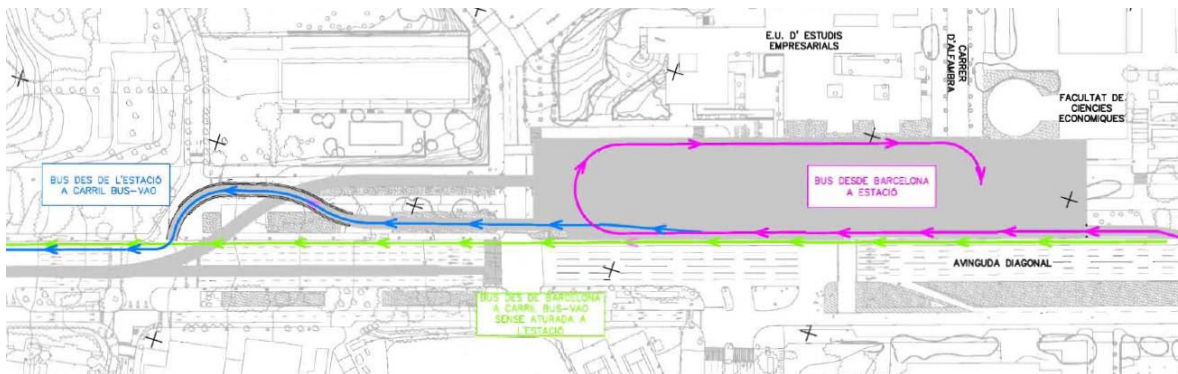 E.U. D' ESTUDIS
EMPRESARIALS
CARRER
D'ALFAMBRA
FACULTAT DE
CIENCIES
ECONOMIQUES
BUS DES DE L'ESTACIÓ
A CARRIL BUS-VAO
BUS DESDE BARCELONA
A ESTACIÓ
AVINGUDA DIAGONAL
BUS DES DE BARCELONA
A CARRIL BUS-VAO
SENSE ATURADA A
L'ESTACIÓ